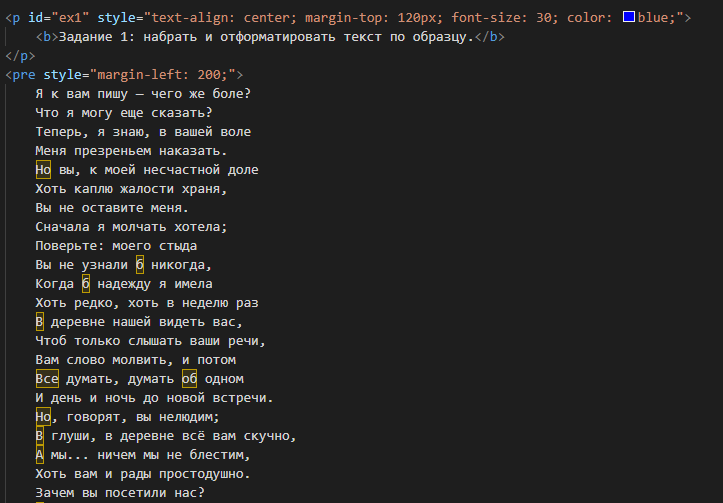 <p id="ex1" style="text-align: center; margin-top: 120px; font-size: 30; color: blue;">
<b>Задание 1: набрать и отформатировать текст по образцу.</b>
</p>
<pre style="margin-left: 200;">
Я к вам пишу – чего же боле?
Что я могу еще сказать?
Теперь, я знаю, в вашей воле
Меня презреньем наказать.
Но вы, к моей несчастной доле
Хоть каплю жалости храня,
Вы не оставите меня.
Сначала я молчать хотела;
Поверьте: моего стыда
Вы не узнали б никогда,
Когда б надежду я имела
Хоть редко, хоть в неделю раз
В деревне нашей видеть вас,
Чтоб только слышать ваши речи,
Вам слово молвить, и потом
Все думать, думать об одном
И день и ночь до новой встречи.
Но, говорят, вы нелюдим;
В глуши, в деревне всё вам скучно,
А мы... ничем мы не блестим,
Хоть вам и рады простодушно.
Зачем вы посетили нас?